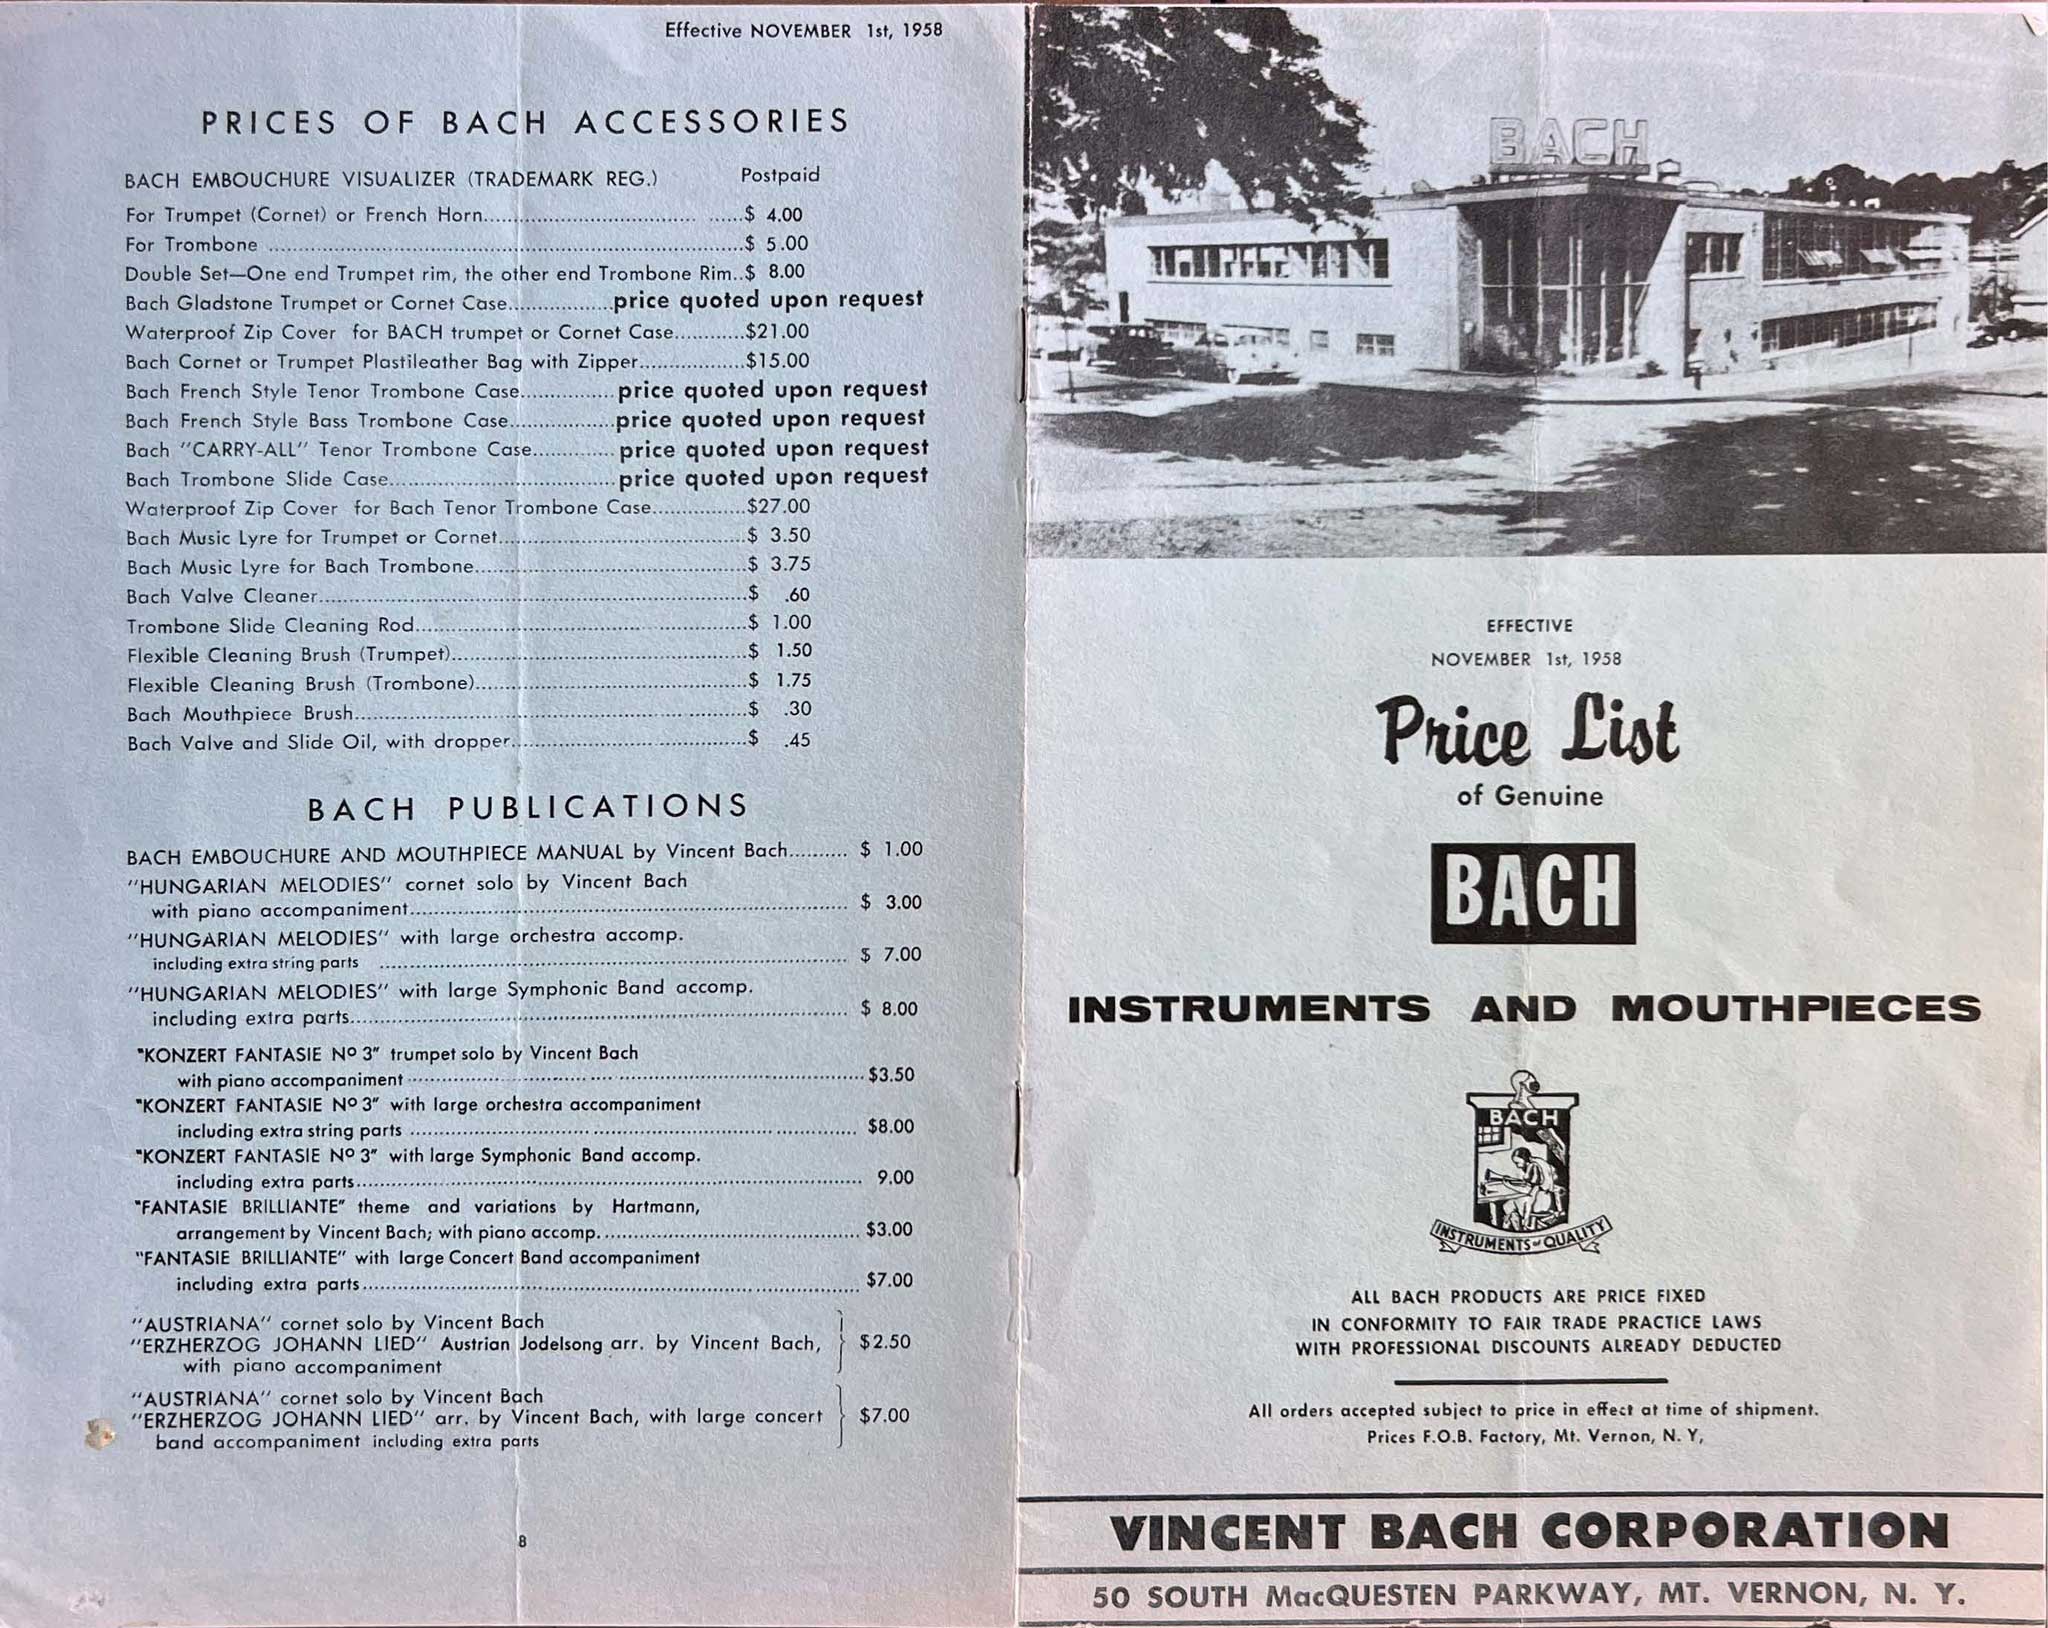 Effective NOVEMBER 1st, 1958
PRICES OF BACH ACCESSORIES
BACH EMBOUCHURE VISUALIZER (TRADEMARK REG.) Postpaid
For Trumpet (Cornet) or French Horn.................................... ......$ 4.00
For Trombone ........................................................................$ 5.00
Double Set—One end Trumpet rim, the other end Trombone Rim..$ 8.00
Bach Gladstone Trumpet or Cornet Case..................price quoted upon request
Waterproof Zip Cover for BACH trumpet or Cornet Case............$21.00
Bach Cornet or Trumpet Plastileather Bag with Zipper..................$15.00
Bach French Style Tenor Trombone Case................price quoted upon request
Bach French Style Bass Trombone Case..................price quoted upon request
Bach "CARRY-ALL" Tenor Trombone Case..............price quoted upon request
Bach Trombone Slide Case.......................................price quoted upon request
Waterproof Zip Cover for Bach Tenor Trombone Case................$27.00
Bach Music Lyre for Trumpet or Cornet..........................................$ 3.50
Bach Music Lyre for Bach Trombone..............................................$ 3.75
Bach Valve Cleaner.........................................................................$ .60
Trombone Slide Cleaning Rod........................................................$ 1.00
Flexible Cleaning Brush (Trumpet)..................................................$ 1.50
Flexible Cleaning Brush (Trombone)..............................................$ 1.75
Bach Mouthpiece Brush...................................................................$ .30
Bach Valve and Slide Oil, with dropper........................................$ .45
BACH PUBLICATIONS
BACH EMBOUCHURE AND MOUTHPIECE MANUAL by Vincent Bach.......... $ 1.00
"HUNGARIAN MELODIES" cornet solo by Vincent Bach
with piano accompaniment.......................................................................... $ 3.00
"HUNGARIAN MELODIES" with large orchestra accomp.
including extra string parts ............................................................................... $ 7.00
"HUNGARIAN MELODIES" with large Symphonic Band accomp.
including extra parts................................................................................... $ 8.00
"KONZERT FANTASIE No 3" trumpet solo by Vincent Bach
with piano accompaniment .............................................................................$3.50
"KONZERT FANTASIE No 3" with large orchestra accompaniment
including extra string parts ............................................................................ $8.00
"KONZERT FANTASIE No 3" with large Symphonic Band accomp.
including extra parts..................................................................................... 9.00
"FANTASIE BRILLIANTE" theme and variations by Hartmann,
arrangement by Vincent Bach; with piano accomp...........................................$3.00
"FANTASIE BRILLIANTE" with large Concert Band accompaniment
including extra parts.................................................................................... $7.00
"AUSTRIANA" cornet solo by Vincent Bach
"ERZHERZOG JOHANN LIED" Austrian Jodelsong arr. by Vincent Bach, } $2.50
with piano accompaniment
"AUSTRIANA" cornet solo by Vincent Bach
"ERZHERZOG JOHANN LIED" arr. by Vincent Bach, with large concert } $7.00
band accompaniment including extra parts
8
BACH
EFFECTIVE
NOVEMBER 1st, 1958
Price List
of Genuine
BACH
INSTRUMENTS AND MOUTHPIECES
BACH
INSTRUMENTS of QUALITY
ALL BACH PRODUCTS ARE PRICE FIXED
IN CONFORMITY TO FAIR TRADE PRACTICE LAWS
WITH PROFESSIONAL DISCOUNTS ALREADY DEDUCTED
All orders accepted subject to price in effect at time of shipment.
Prices F.O.B. Factory, Mt. Vernon, N. Y,
VINCENT BACH CORPORATION
50 SOUTH MacQUESTEN PARKWAY, MT. VERNON, N. Y.